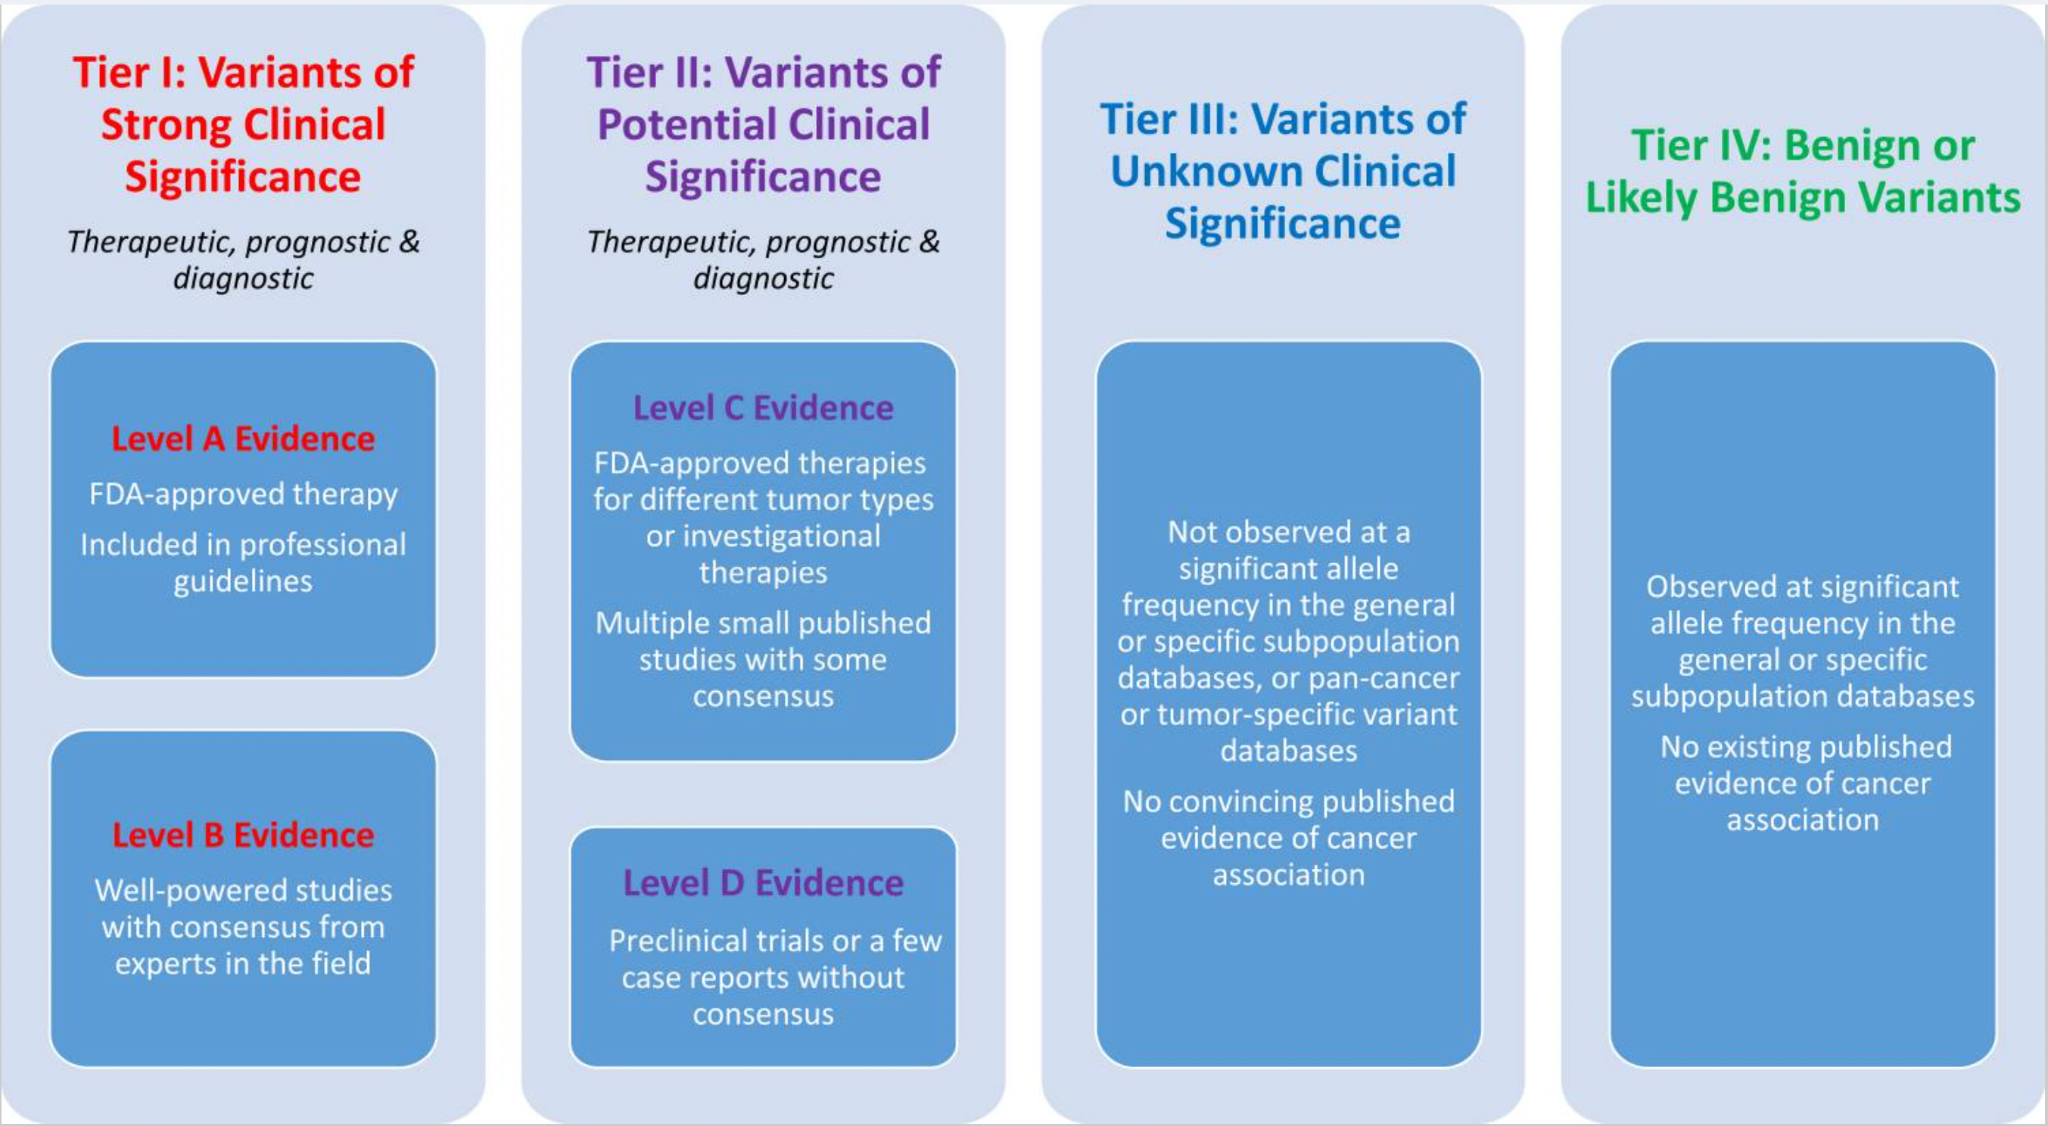 Tier I: Variants of
Strong Clinical
Significance
Therapeutic, prognostic &
diagnostic
Level A Evidence
FDA-approved therapy
Included in professional
guidelines
Level B Evidence
Well-powered studies
with consensus from
experts in the field
Tier II: Variants of
Potential Clinical
Significance
Therapeutic, prognostic &
diagnostic
Level C Evidence
FDA-approved therapies
for different tumor types
or investigational
therapies
Multiple small published
studies with some
consensus
Level D Evidence
Preclinical trials or a few
case reports without
consensus
Tier III: Variants of
Unknown Clinical
Significance
Not observed at a
significant allele
frequency in the general
or specific subpopulation
databases, or pan-cancer
or tumor-specific variant
databases
No convincing published
evidence of cancer
association
Tier IV: Benign or
Likely Benign Variants
Observed at significant
allele frequency in the
general or specific
subpopulation databases
No existing published
evidence of cancer
association